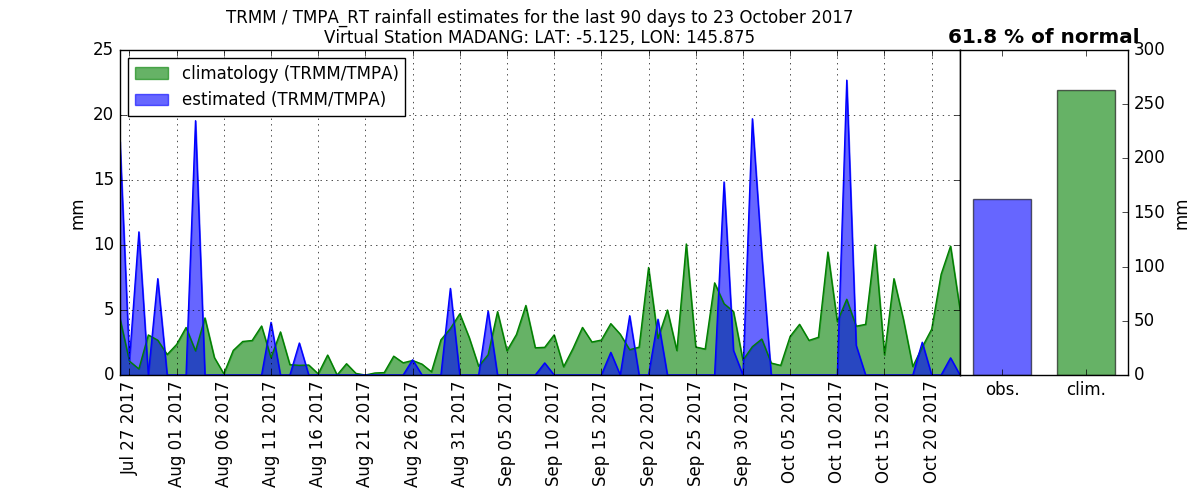 TRMM / TMPA_RT rainfall estimates for the last 90 days to 23 October 2017
Virtual Station MADANG: LAT: -5.125, LON: 145.875
61.8 % of normal
climatology (TRMM/TMPA)
estimated (TRMM/TMPA)
25
20
15
10
5
0
mm
300
250
200
150
100
50
0
mm
obs.
clim.
Jul 27 2017
Aug 01 2017
Aug 06 2017
Aug 11 2017
Aug 16 2017
Aug 21 2017
Aug 26 2017
Aug 31 2017
Sep 05 2017
Sep 10 2017
Sep 15 2017
Sep 20 2017
Sep 25 2017
Sep 30 2017
Oct 05 2017
Oct 10 2017
Oct 15 2017
Oct 20 2017